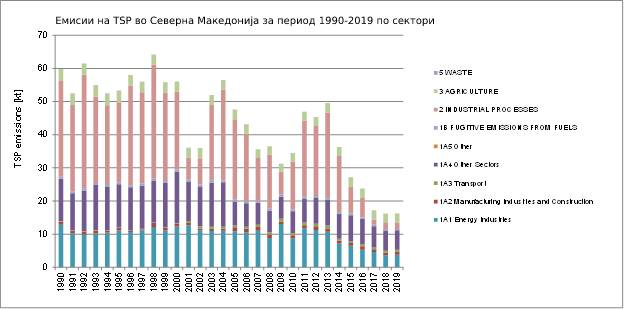 Емисии на TSP во Северна Македонија за период 1990-2019 по сектори
TSP emissions [kt]
70
60
50
40
30
20
10
0
1990 1991 1992 1993 1994 1995 1996 1997 1998 1999 2000 2001 2002 2003 2004 2005 2006 2007 2008 2009 2010 2011 2012 2013 2014 2015 2016 2017 2018 2019
5 WASTE
3 AGRICULTURE
2 INDUSTRIAL PROCESSES
1B FUGITIVE EMISSIONS FROM FUELS
1A5 Other
1A4 Other Sectors
1A3 Transport
1A2 Manufacturing Industries and Construction
1A1 Energy Industries